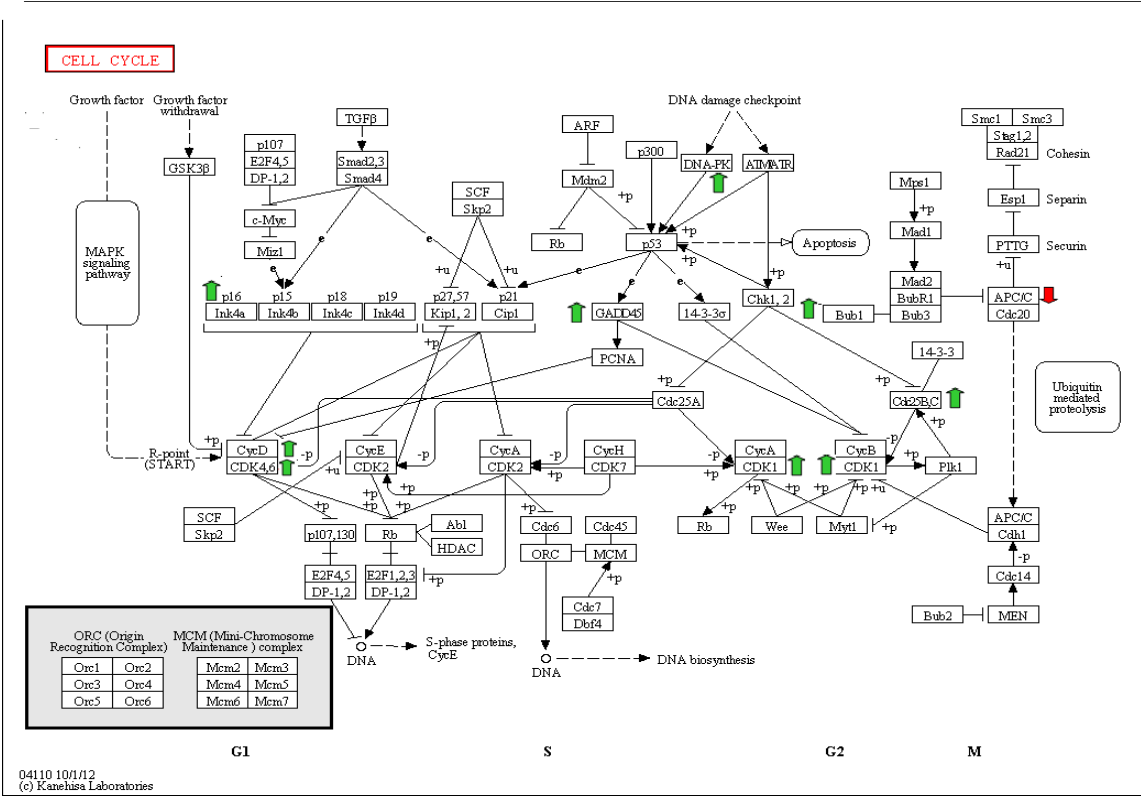 CELL CYCLE
Growth factor
Growth factor
withdrawal
DNA damage checkpoint
GSK3β
p107
E2F4,5
DP-1,2
TGFβ
Smad2,3
Smad4
c-Myc
Miz1
SCF
Skp2
ARF
Mdm2
Rb
p300
DNA-PK
ATM/ATR
p53
Apoptosis
Mps1
+p
Mad1
Mad2
BubR1
Bub3
Bub1
Smc1
Smc3
Stag1,2
Rad21
Cohesin
Esp1
Separin
PTTG
Securin
+u
APC/C
Cdc20
MAPK
signaling
pathway
e
e
e
e
e
e
+u
+u
+p
+p
+p
+p
p16
Ink4a
p15
Ink4b
p18
Ink4c
p19
Ink4d
p27,57
Kip1, 2
p21
Cip1
GADD45
14-3-3σ
Chk1, 2
PCNA
14-3-3
+p
+p
+p
Cdc25A
Cdc25B,C
Ubiquitin
mediated
proteolysis
R-point
(START)
+p
CycD
CDK4,6
-p
CycE
CDK2
-p
CycA
CDK2
-p
+p
CycH
CDK7
-p
+p
CycA
CDK1
CycB
CDK1
-p
+p
Plk1
+u
+p
+p
+p
+p
+p
+p
+p
+p
+u
+p
SCF
Skp2
p107,130
Rb
Abl
HDAC
Cdc6
ORC
Cdc45
MCM
+p
Cdc7
Dbf4
Rb
Wee
Myt1
+p
APC/C
Cdh1
-p
Cdc14
Bub2
MEN
E2F4,5
DP-1,2
E2F1,2,3
DP-1,2
+p
DNA
S-phase proteins,
CycE
DNA
DNA biosynthesis
ORC (Origin
Recognition Complex)
Orc1
Orc2
Orc3
Orc4
Orc5
Orc6
MCM (Mini-Chromosome
Maintenance ) complex
Mcm2
Mcm3
Mcm4
Mcm5
Mcm6
Mcm7
G1
S
G2
M
04110 10/1/12
(c) Kanehisa Laboratories